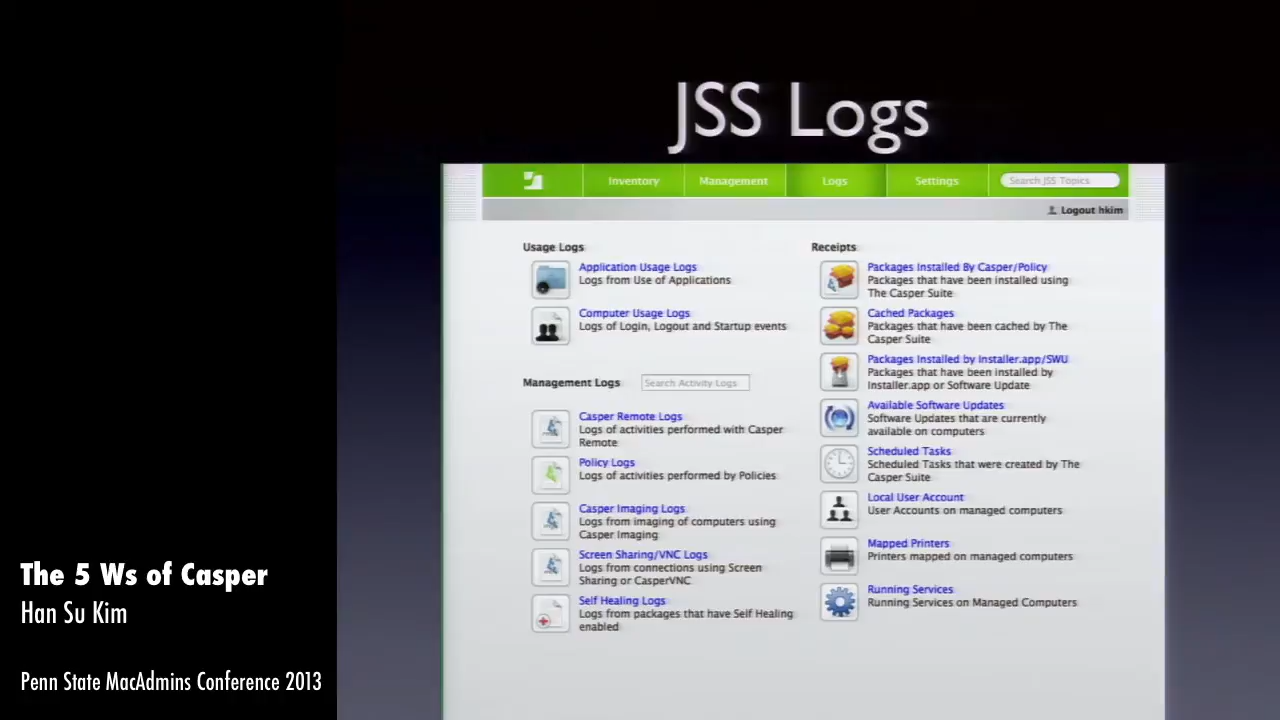 JSS Logs
Inventory
Management
Logs
Settings
Search JSS Topics
Logout hkim
Usage Logs
Application Usage Logs
Logs from Use of Applications
Computer Usage Logs
Logs of Login, Logout and Startup events
Management Logs
Search Activity Logs
Casper Remote Logs
Logs of activities performed with Casper
Remote
Policy Logs
Logs of activities performed by Policies
Casper Imaging Logs
Logs from imaging of computers using
Casper Imaging
Screen Sharing/VNC Logs
Logs from connections using Screen
Sharing or CasperVNC
Self Healing Logs
Logs from packages that have Self Healing
enabled
Receipts
Packages Installed By Casper/Policy
Packages that have been installed using
The Casper Suite
Cached Packages
Packages that have been cached by The
Casper Suite
Packages Installed by Installer.app/SWU
Packages that have been installed by
Installer.app or Software Update
Available Software Updates
Software Updates that are currently
available on computers
Scheduled Tasks
Scheduled Tasks that were created by The
Casper Suite
Local User Account
User Accounts on managed computers
Mapped Printers
Printers mapped on managed computers
Running Services
Running Services on Managed Computers
The 5 Ws of Casper
Han Su Kim
Penn State MacAdmins Conference 2013